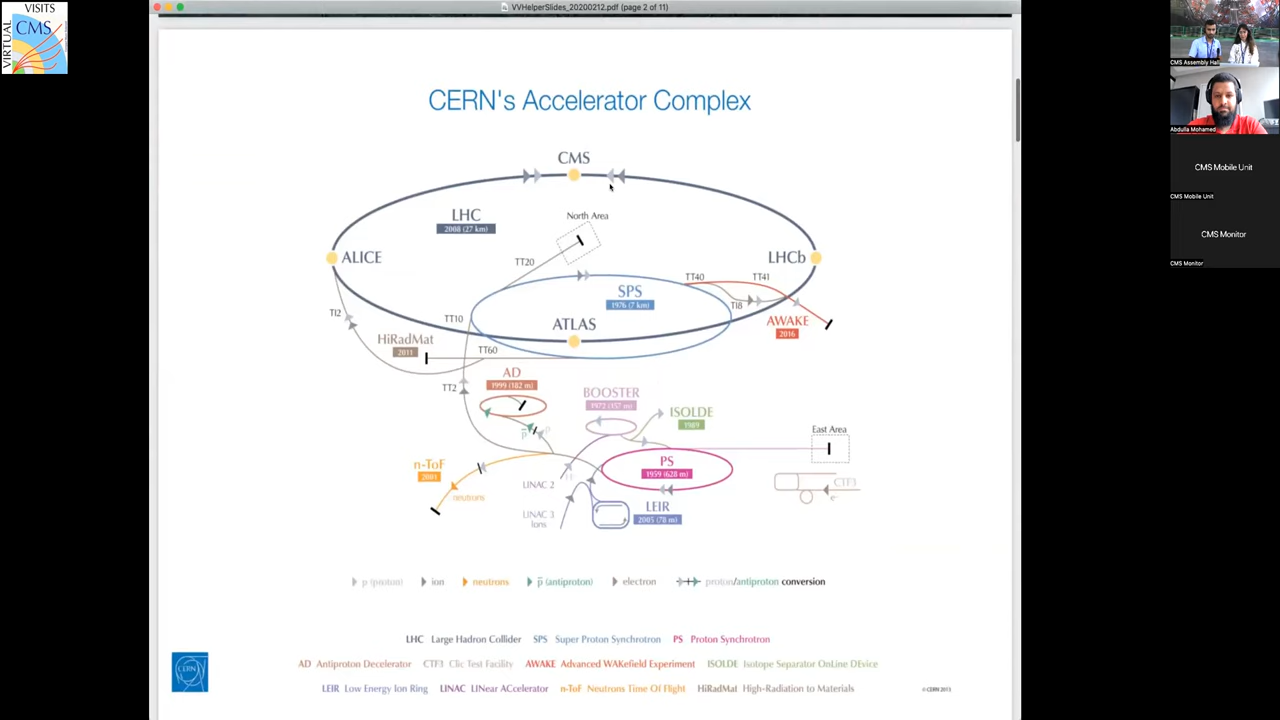 VISITS
VIRTUAL
CMS
VVHelperSlides_20200212.pdf (page 2 of 11)
CERN's Accelerator Complex
CMS
LHC
2008 (27 km)
North Area
ALICE
LHCb
TT20
TT40
TT41
SPS
1976 (7 km)
TI8
TI2
TT10
ATLAS
AWAKE
2016
HiRadMat
2011
TT60
AD
1999 (182 m)
TT2
BOOSTER
1972 (157 m)
ISOLDE
1989
p
p̅
East Area
n-ToF
2001
PS
1959 (628 m)
neutrons
LINAC 2
CTF3
e-
LINAC 3
Ions
LEIR
2005 (78 m)
p (proton)
ion
neutrons
p̅ (antiproton)
electron
proton/antiproton conversion
LHC Large Hadron Collider SPS Super Proton Synchrotron PS Proton Synchrotron
AD Antiproton Decelerator CTF3 Clic Test Facility AWAKE Advanced WAKefield Experiment ISOLDE Isotope Separator OnLine DEvice
LEIR Low Energy Ion Ring LINAC LINear ACcelerator n-ToF Neutrons Time Of Flight HiRadMat High-Radiation to Materials
CERN
© CERN 2013
CMS Assembly Hall
Abdulla Mohamed
CMS Mobile Unit
CMS Mobile Unit
CMS Monitor
CMS Monitor